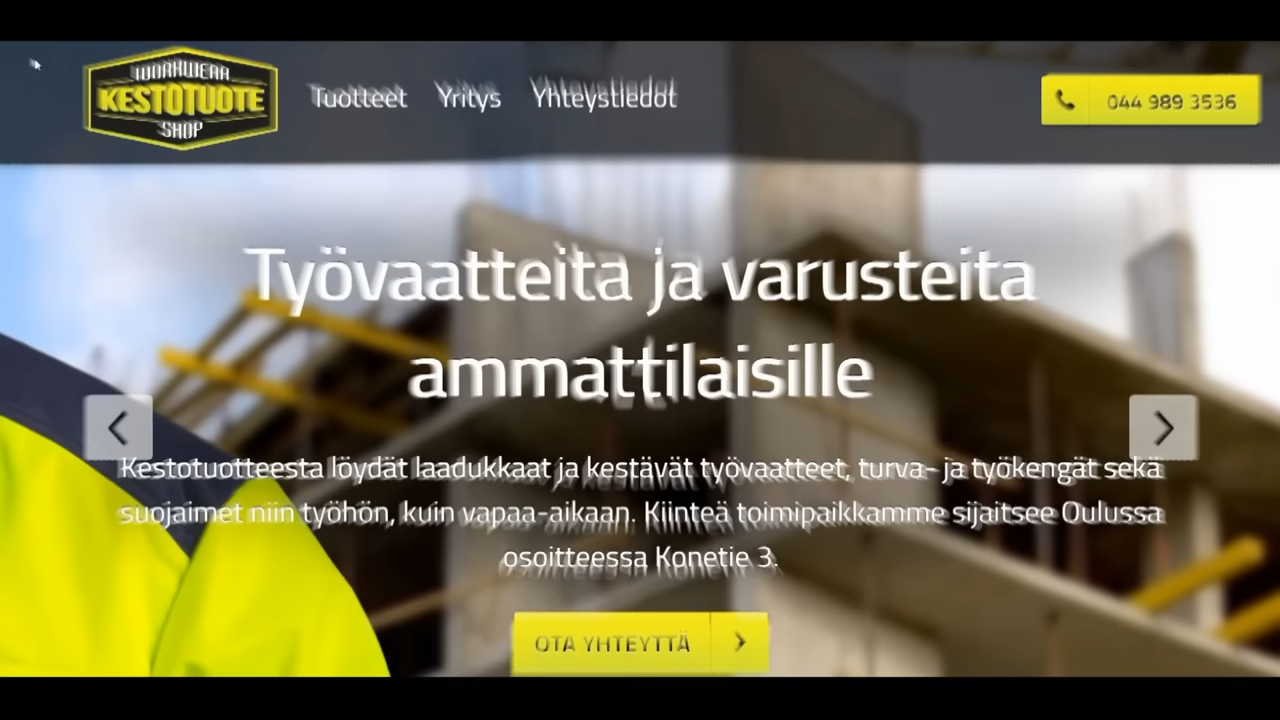 WORKWEAR
KESTOTUOTE
SHOP
Tuotteet Yritys Yhteystiedot
044 989 3536
Työvaatteita ja varusteita
ammattilaisille
Kestotuotteesta löydät laadukkaat ja kestävät työvaatteet, turva- ja työkengät sekä
suojaimet niin työhön, kuin vapaa-aikaan. Kiinteä toimipaikkamme sijaitsee Oulussa
osoitteessa Konetie 3.
OTA YHTEYTTÄ